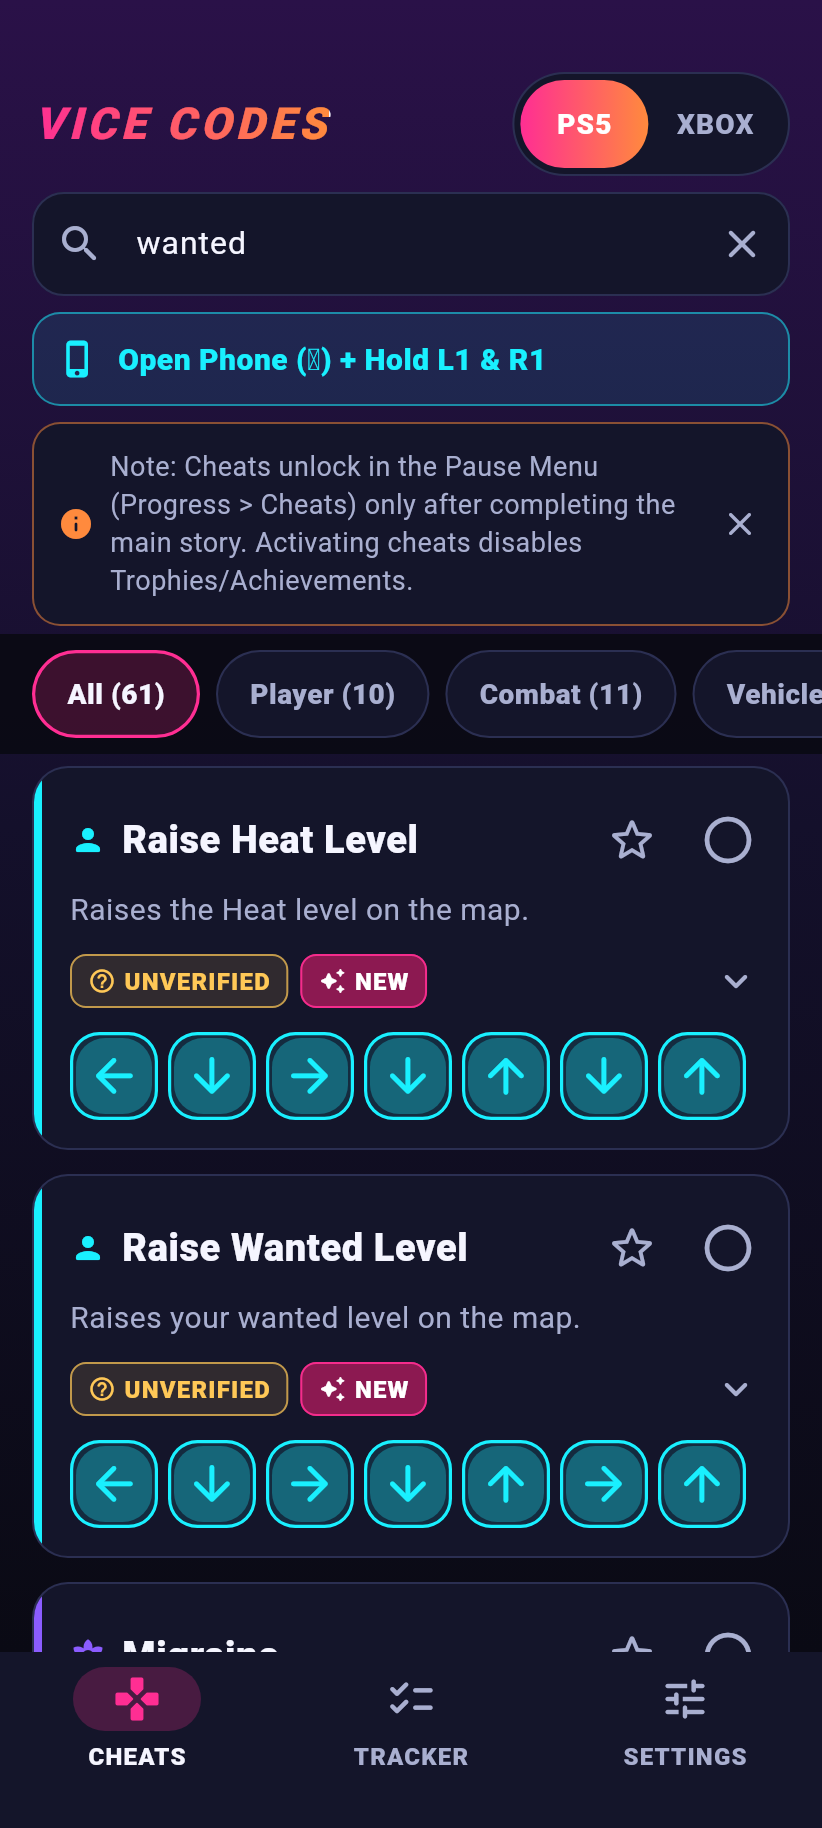 VICE CODES
PS5
XBOX
wanted
Open Phone () + Hold L1 & R1
Note: Cheats unlock in the Pause Menu
(Progress > Cheats) only after completing the
main story. Activating cheats disables
Trophies/Achievements.
All (61)
Player (10)
Combat (11)
Vehicle
Raise Heat Level
Raises the Heat level on the map.
UNVERIFIED
NEW
Raise Wanted Level
Raises your wanted level on the map.
UNVERIFIED
NEW
Migraine
CHEATS
TRACKER
SETTINGS